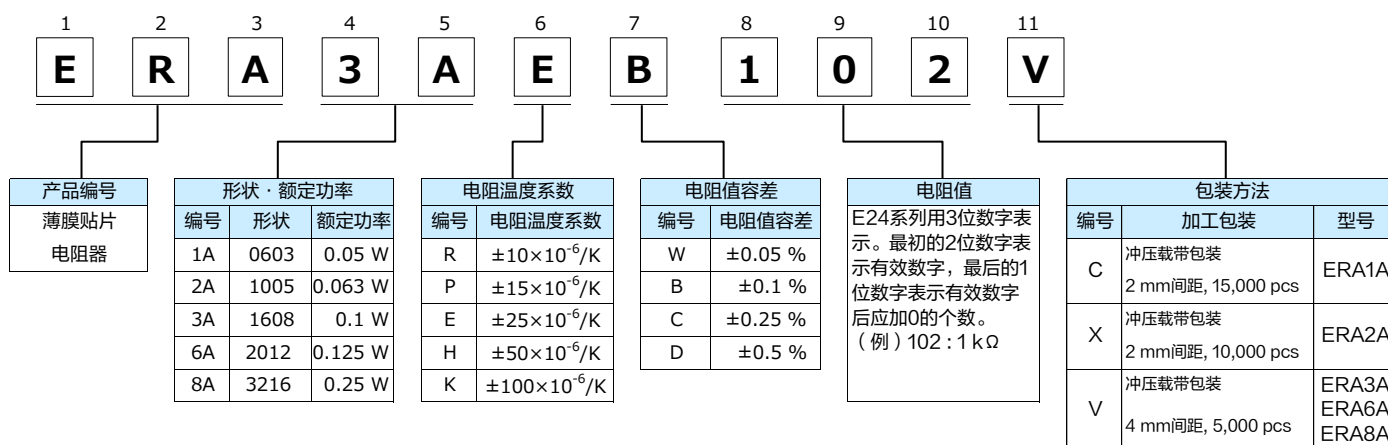 1 2 3 4 5 6 7 8 9 10 11
E R A 3 A E B 1 0 2 V
产品编号
薄膜贴片
电阻器
形状・额定功率
编号 形状 额定功率
1A 0603 0.05 W
2A 1005 0.063 W
3A 1608 0.1 W
6A 2012 0.125 W
8A 3216 0.25 W
电阻温度系数
编号 电阻温度系数
R ±10×10⁻⁶/K
P ±15×10⁻⁶/K
E ±25×10⁻⁶/K
H ±50×10⁻⁶/K
K ±100×10⁻⁶/K
电阻值容差
编号 电阻值容差
W ±0.05 %
B ±0.1 %
C ±0.25 %
D ±0.5 %
电阻值
E24系列用3位数字表
示。最初的2位数字表
示有效数字，最后的1
位数字表示有效数字
后应加0的个数。
（例）102 : 1 kΩ
包装方法
编号 加工包装 型号
C 冲压载带包装
2 mm间距, 15,000 pcs ERA1A
X 冲压载带包装
2 mm间距, 10,000 pcs ERA2A
V 冲压载带包装
4 mm间距, 5,000 pcs
ERA3A
ERA6A
ERA8A